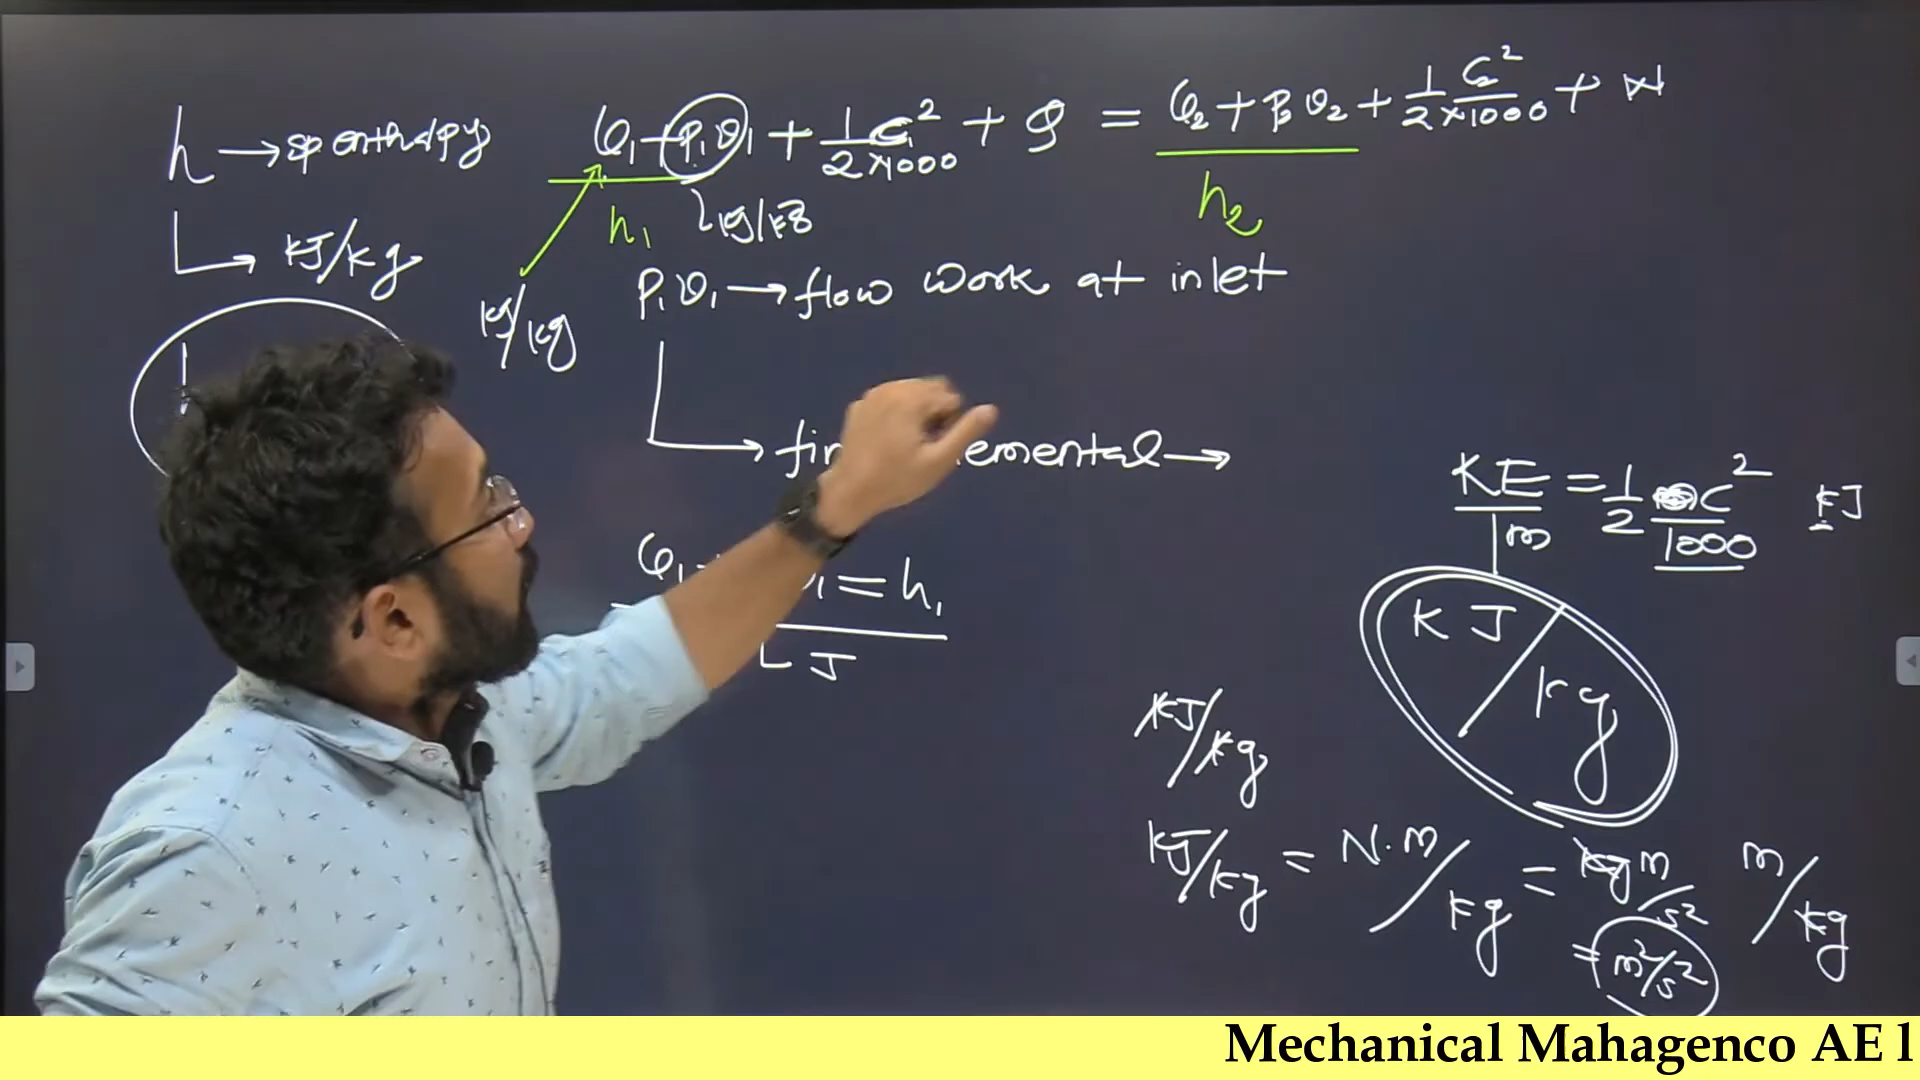 h → sp enthalpy
u₁ + p₁v₁ + 1/2 C₁²/×1000 + q = u₂ + p₂v₂ + 1/2 C₂²/×1000 + w
h₁
h₂
kJ/kg
kJ/kg
p₁v₁ → flow work at inlet
kJ/kg
elemental →
KE/m = 1/2 C²/1000 kJ
= h₁
J
kJ/kg
kJ/kg
kJ/kg = N.m/kg = kg m/s² m/kg
= m²/s²
Mechanical Mahagenco AE l